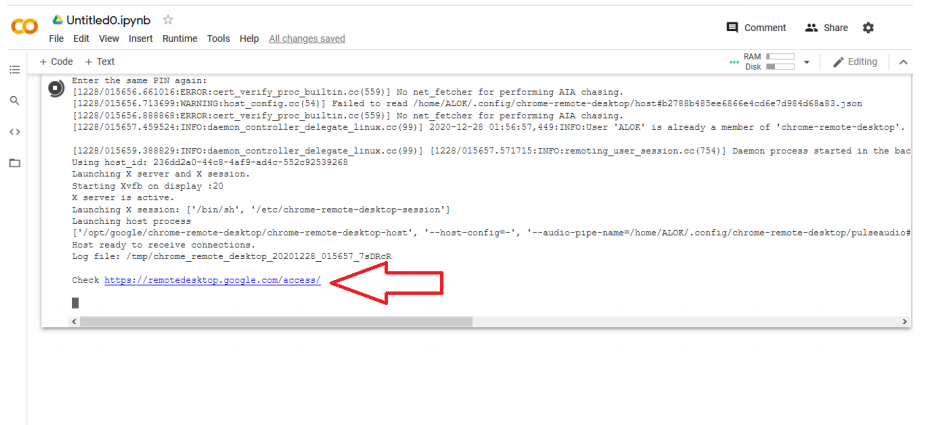 Untitled0.ipynb
File Edit View Insert Runtime Tools Help All changes saved
Comment Share
+ Code + Text
RAM
Disk
Editing
Enter the same PIN again:
[1228/015656.661016:ERROR:cert_verify_proc_builtin.cc(559)] No net_fetcher for performing AIA chasing.
[1228/015656.713699:WARNING:host_config.cc(54)] Failed to read /home/ALOK/.config/chrome-remote-desktop/host#b2788b485ee6866e4cd6e7d984d68a83.json
[1228/015656.888868:ERROR:cert_verify_proc_builtin.cc(559)] No net_fetcher for performing AIA chasing.
[1228/015657.459524:INFO:daemon_controller_delegate_linux.cc(99)] 2020-12-28 01:56:57,449:INFO:User 'ALOK' is already a member of 'chrome-remote-desktop'.
[1228/015659.388829:INFO:daemon_controller_delegate_linux.cc(99)] [1228/015657.571715:INFO:remoting_user_session.cc(754)] Daemon process started in the bac
Using host_id: 236dd2a0-44c8-4af9-ad4c-552c92539268
Launching X server and X session.
Starting Xvfb on display :20
X server is active.
Launching X session: ['/bin/sh', '/etc/chrome-remote-desktop-session']
Launching host process
['/opt/google/chrome-remote-desktop/chrome-remote-desktop-host', '--host-config=-', '--audio-pipe-name=/home/ALOK/.config/chrome-remote-desktop/pulseaudio#
Host ready to receive connections.
Log file: /tmp/chrome_remote_desktop_20201228_015657_7sDRcR
Check https://remotedesktop.google.com/access/